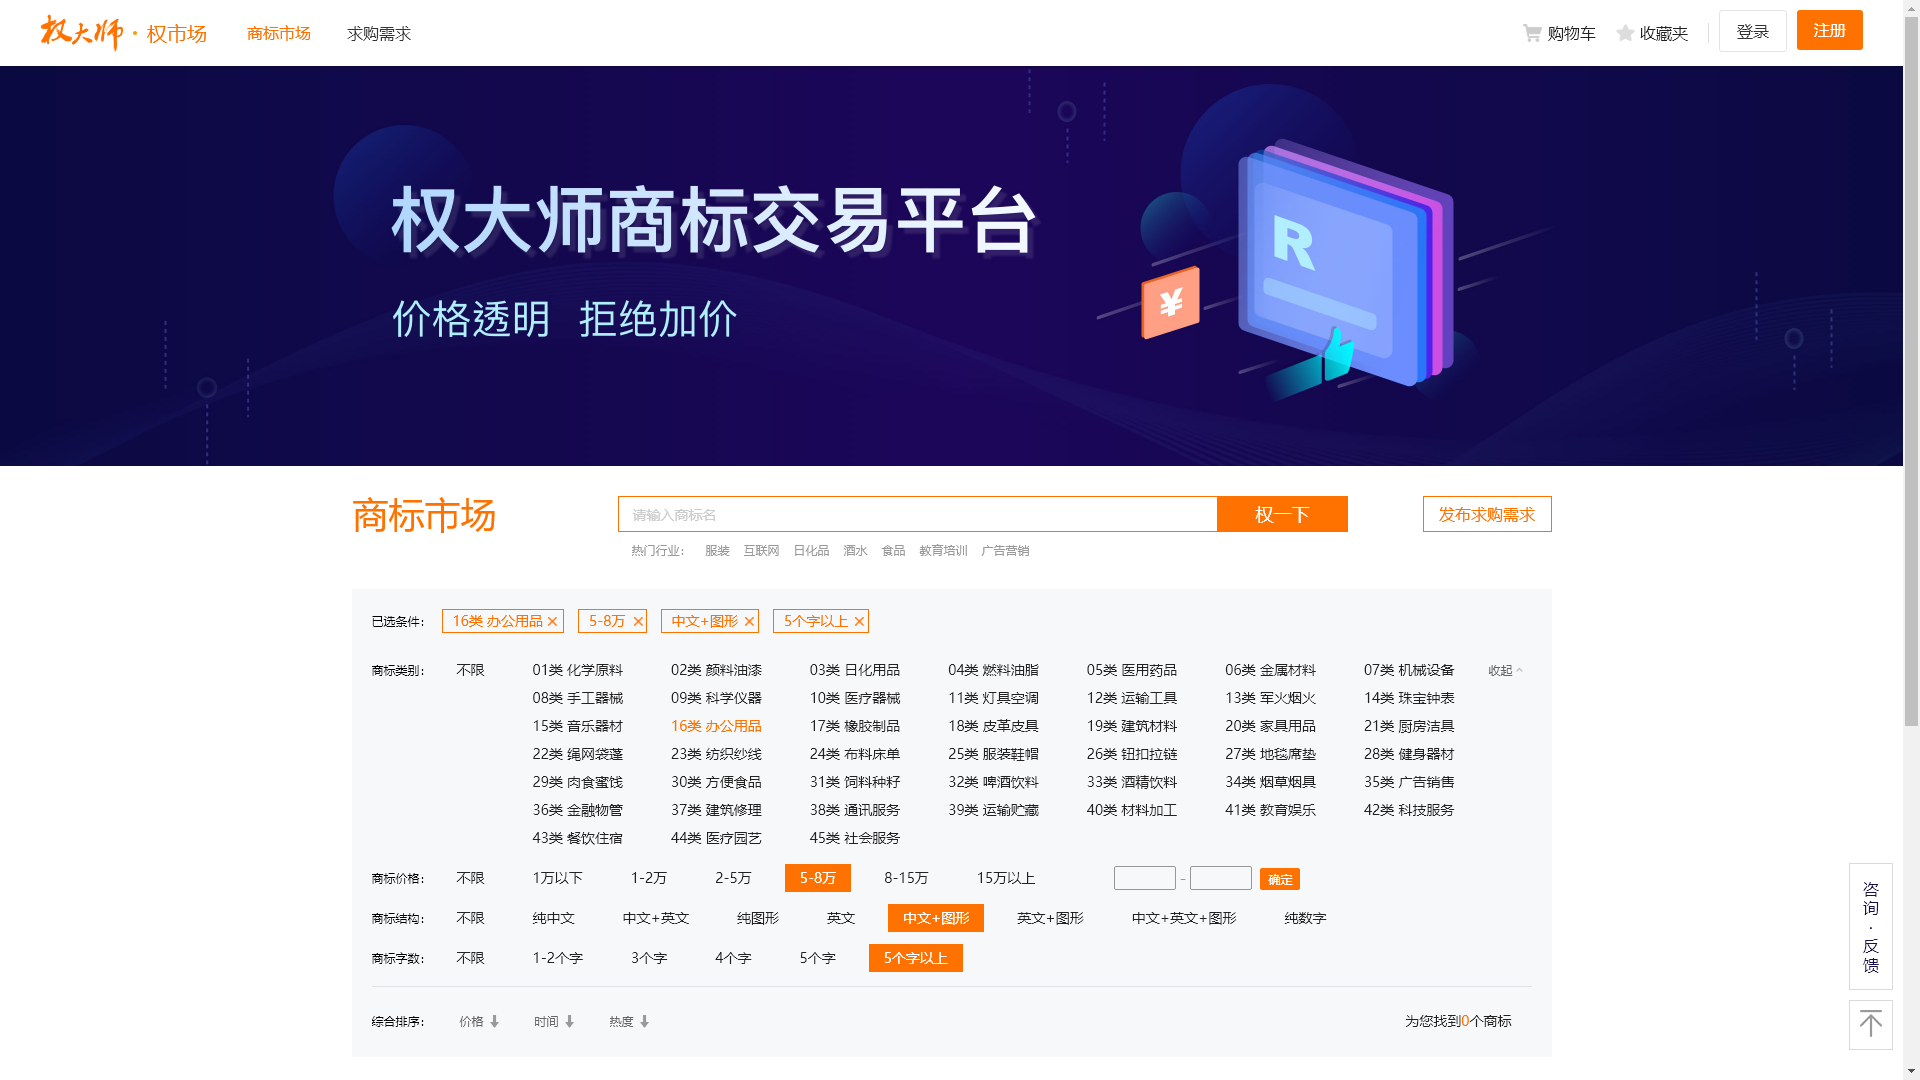 权大师·权市场 商标市场 求购需求 购物车 收藏夹 登录 注册
权大师商标交易平台
价格透明 拒绝加价
R
¥
商标市场 请输入商标名 权一下 发布求购需求
热门行业： 服装 互联网 日化品 酒水 食品 教育培训 广告营销
已选条件： 16类 办公用品 5-8万 中文+图形 5个字以上
商标类别： 不限 01类 化学原料 02类 颜料油漆 03类 日化用品 04类 燃料油脂 05类 医用药品 06类 金属材料 07类 机械设备 收起
08类 手工器械 09类 科学仪器 10类 医疗器械 11类 灯具空调 12类 运输工具 13类 军火烟火 14类 珠宝钟表
15类 音乐器材 16类 办公用品 17类 橡胶制品 18类 皮革皮具 19类 建筑材料 20类 家具用品 21类 厨房洁具
22类 绳网袋蓬 23类 纺织纱线 24类 布料床单 25类 服装鞋帽 26类 钮扣拉链 27类 地毯席垫 28类 健身器材
29类 肉食蜜饯 30类 方便食品 31类 饲料种籽 32类 啤酒饮料 33类 酒精饮料 34类 烟草烟具 35类 广告销售
36类 金融物管 37类 建筑修理 38类 通讯服务 39类 运输贮藏 40类 材料加工 41类 教育娱乐 42类 科技服务
43类 餐饮住宿 44类 医疗园艺 45类 社会服务
商标价格： 不限 1万以下 1-2万 2-5万 5-8万 8-15万 15万以上 - 确定
商标结构： 不限 纯中文 中文+英文 纯图形 英文 中文+图形 英文+图形 中文+英文+图形 纯数字
商标字数： 不限 1-2个字 3个字 4个字 5个字 5个字以上
综合排序： 价格 时间 热度 为您找到0个商标
咨询·反馈